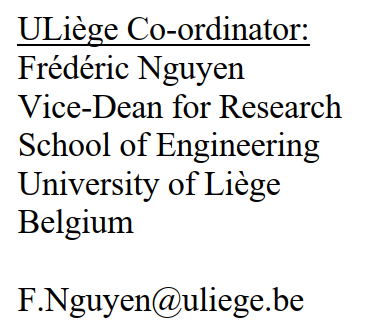 ULiège Co-ordinator:
Frédéric Nguyen
Vice-Dean for Research
School of Engineering
University of Liège
Belgium
F.Nguyen@uliege.be